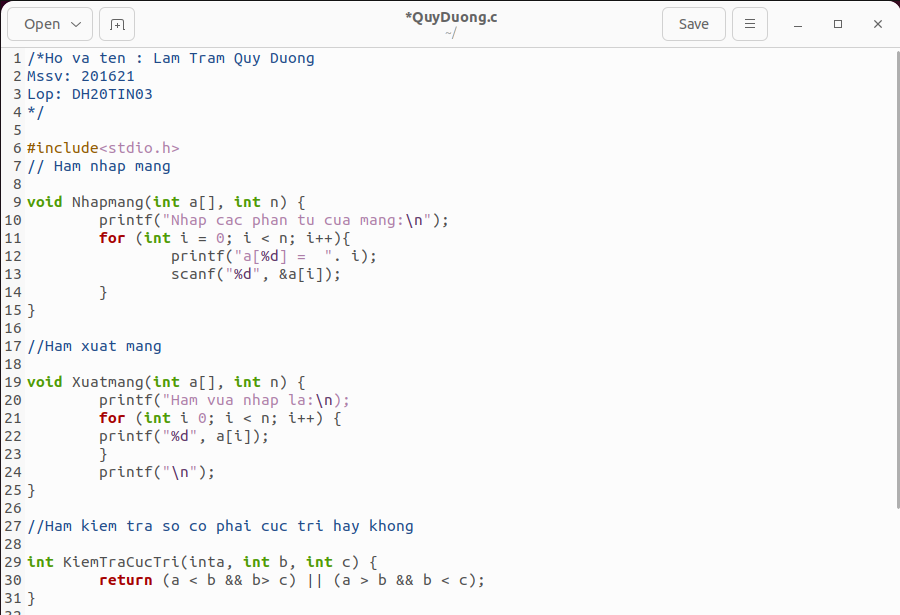 Open
*QuyDuong.c
~/
Save
1 /*Ho va ten : Lam Tram Quy Duong
2 Mssv: 201621
3 Lop: DH20TIN03
4 */
5
6 #include<stdio.h>
7 // Ham nhap mang
8
9 void Nhapmang(int a[], int n) {
10         printf("Nhap cac phan tu cua mang:\n");
11         for (int i = 0; i < n; i++){
12                 printf("a[%d] =  ". i);
13                 scanf("%d", &a[i]);
14         }
15 }
16
17 //Ham xuat mang
18
19 void Xuatmang(int a[], int n) {
20         printf("Ham vua nhap la:\n);
21         for (int i 0; i < n; i++) {
22         printf("%d", a[i]);
23         }
24         printf("\n");
25 }
26
27 //Ham kiem tra so co phai cuc tri hay khong
28
29 int KiemTraCucTri(inta, int b, int c) {
30         return (a < b && b> c) || (a > b && b < c);
31 }